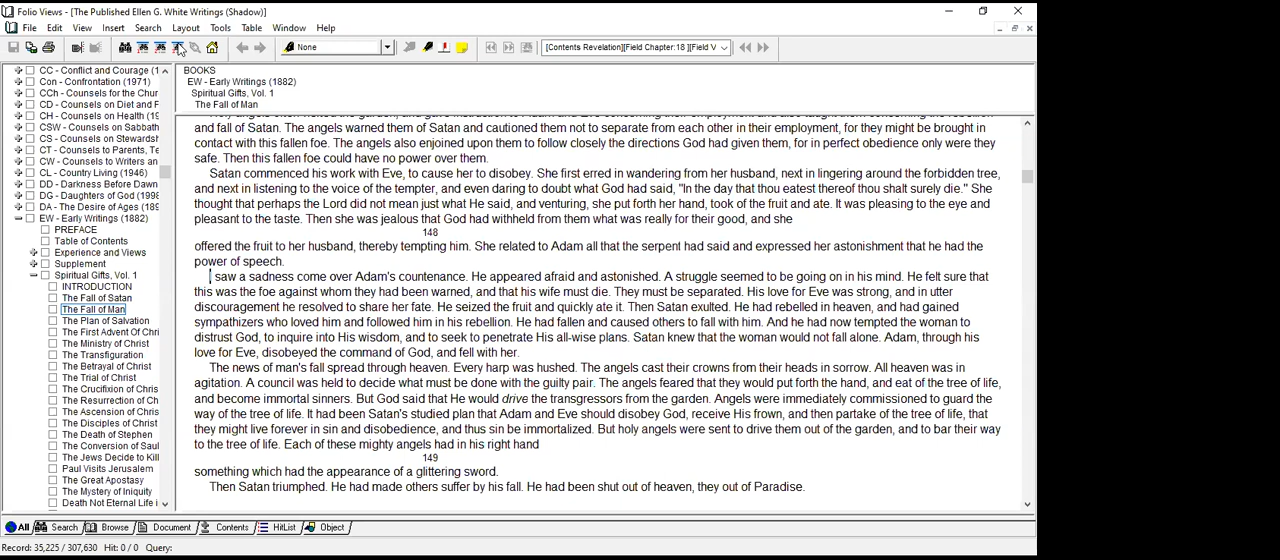 Folio Views - [The Published Ellen G. White Writings (Shadow)]
File Edit View Insert Search Layout Tools Table Window Help
None [Contents Revelation][Field Chapter:18 ][Field V
CC - Conflict and Courage (1
Con - Confrontation (1971)
CCh - Counsels for the Chur
CD - Counsels on Diet and F
CH - Counsels on Health (19
CSW - Counsels on Sabbath
CS - Counsels on Stewardsh
CT - Counsels to Parents, Te
CW - Counsels to Writers an
CL - Country Living (1946)
DD - Darkness Before Dawn
DG - Daughters of God (1998
DA - The Desire of Ages (189
EW - Early Writings (1882)
PREFACE
Table of Contents
Experience and Views
Supplement
Spiritual Gifts, Vol. 1
INTRODUCTION
The Fall of Satan
The Fall of Man
The Plan of Salvation
The First Advent Of Chri
The Ministry of Christ
The Transfiguration
The Betrayal of Christ
The Trial of Christ
The Crucifixion of Chris
The Resurrection of Ch
The Ascension of Chris
The Disciples of Christ
The Death of Stephen
The Conversion of Saul
The Jews Decide to Kill
Paul Visits Jerusalem
The Great Apostasy
The Mystery of Iniquity
Death Not Eternal Life i
BOOKS
EW - Early Writings (1882)
Spiritual Gifts, Vol. 1
The Fall of Man
and fall of Satan. The angels warned them of Satan and cautioned them not to separate from each other in their employment, for they might be brought in
contact with this fallen foe. The angels also enjoined upon them to follow closely the directions God had given them, for in perfect obedience only were they
safe. Then this fallen foe could have no power over them.
Satan commenced his work with Eve, to cause her to disobey. She first erred in wandering from her husband, next in lingering around the forbidden tree,
and next in listening to the voice of the tempter, and even daring to doubt what God had said, "In the day that thou eatest thereof thou shalt surely die." She
thought that perhaps the Lord did not mean just what He said, and venturing, she put forth her hand, took of the fruit and ate. It was pleasing to the eye and
pleasant to the taste. Then she was jealous that God had withheld from them what was really for their good, and she
148
offered the fruit to her husband, thereby tempting him. She related to Adam all that the serpent had said and expressed her astonishment that he had the
power of speech.
I saw a sadness come over Adam's countenance. He appeared afraid and astonished. A struggle seemed to be going on in his mind. He felt sure that
this was the foe against whom they had been warned, and that his wife must die. They must be separated. His love for Eve was strong, and in utter
discouragement he resolved to share her fate. He seized the fruit and quickly ate it. Then Satan exulted. He had rebelled in heaven, and had gained
sympathizers who loved him and followed him in his rebellion. He had fallen and caused others to fall with him. And he had now tempted the woman to
distrust God, to inquire into His wisdom, and to seek to penetrate His all-wise plans. Satan knew that the woman would not fall alone. Adam, through his
love for Eve, disobeyed the command of God, and fell with her.
The news of man's fall spread through heaven. Every harp was hushed. The angels cast their crowns from their heads in sorrow. All heaven was in
agitation. A council was held to decide what must be done with the guilty pair. The angels feared that they would put forth the hand, and eat of the tree of life,
and become immortal sinners. But God said that He would drive the transgressors from the garden. Angels were immediately commissioned to guard the
way of the tree of life. It had been Satan's studied plan that Adam and Eve should disobey God, receive His frown, and then partake of the tree of life, that
they might live forever in sin and disobedience, and thus sin be immortalized. But holy angels were sent to drive them out of the garden, and to bar their way
to the tree of life. Each of these mighty angels had in his right hand
149
something which had the appearance of a glittering sword.
Then Satan triumphed. He had made others suffer by his fall. He had been shut out of heaven, they out of Paradise.
All Search Browse Document Contents HitList Object
Record: 35,225 / 307,630 Hit: 0 / 0 Query: